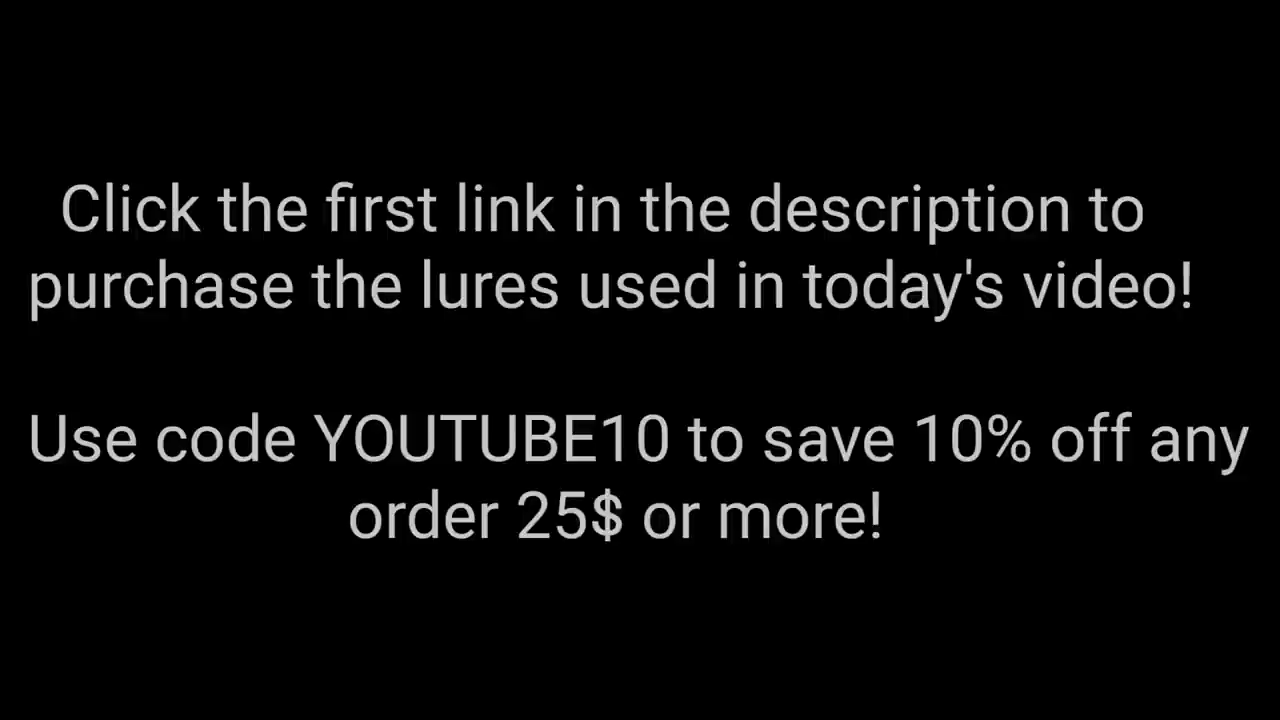 Click the first link in the description to
purchase the lures used in today's video!
Use code YOUTUBE10 to save 10% off any
order 25$ or more!